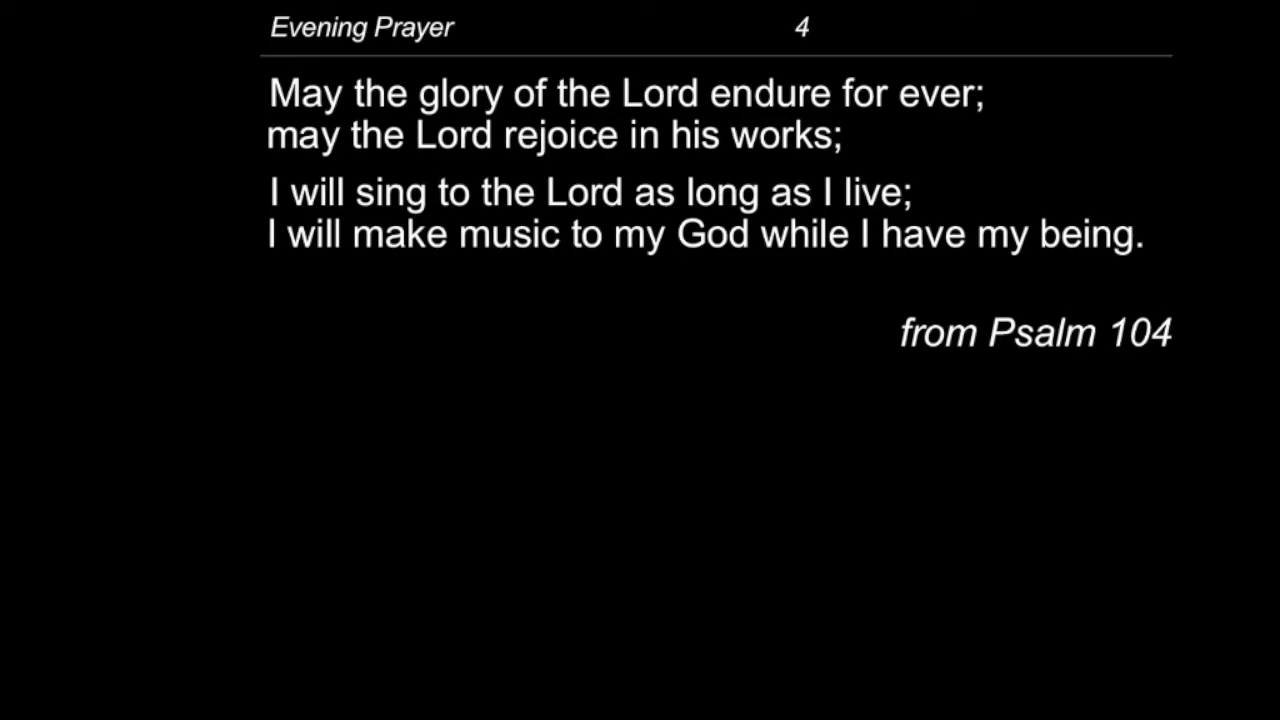 Evening Prayer 4
May the glory of the Lord endure for ever;
may the Lord rejoice in his works;
I will sing to the Lord as long as I live;
I will make music to my God while I have my being.
from Psalm 104